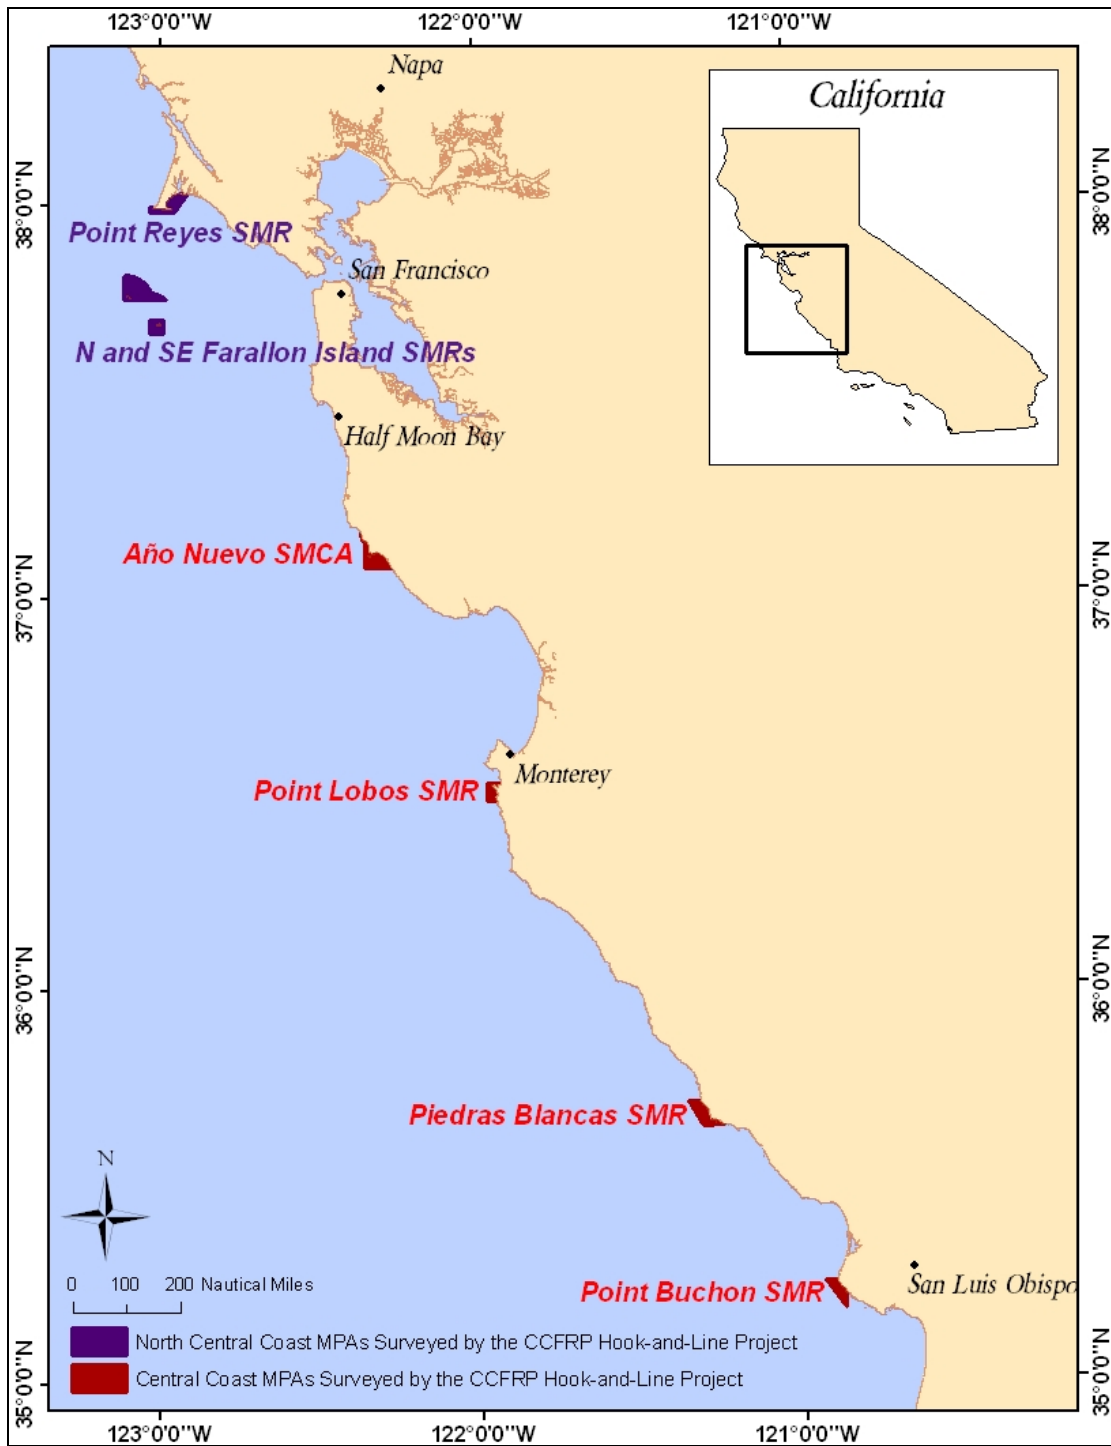 123°0'0"W 122°0'0"W 121°0'0"W
Napa
California
38°0'0"N
38°0'0"N
Point Reyes SMR
San Francisco
N and SE Farallon Island SMRs
Half Moon Bay
Año Nuevo SMCA
37°0'0"N
37°0'0"N
Monterey
Point Lobos SMR
36°0'0"N
36°0'0"N
Piedras Blancas SMR
N
San Luis Obispo
Point Buchon SMR
0 100 200 Nautical Miles
North Central Coast MPAs Surveyed by the CCFRP Hook-and-Line Project
Central Coast MPAs Surveyed by the CCFRP Hook-and-Line Project
35°0'0"N
35°0'0"N
123°0'0"W 122°0'0"W 121°0'0"W